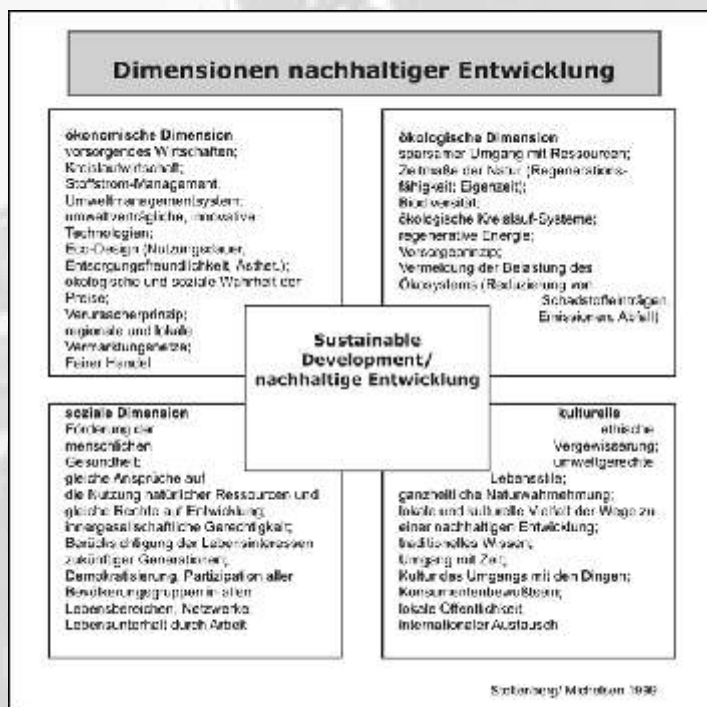 Dimensionen nachhaltiger Entwicklung
ökonomische Dimension
vorsorgendes Wirtschaften;
Kreislaufwirtschaft;
Stoffstrom-Management;
Umweltmanagementsystem;
umweltverträgliche, innovative
Technologien;
Eco-Design (Nutzungsdauer,
Entsorgungsfreundlichkeit, Ästhet.);
ökologische und soziale Wahrheit der
Preise;
Verursacherprinzip;
regionale und lokale
Vermarktungsnetze;
Fairer Handel
ökologische Dimension
sparsamer Umgang mit Ressourcen;
Zeitmaße der Natur (Regenerations-
fähigkeit; Eigenzeit);
Biodiversität;
ökologische Kreislauf-Systeme;
regenerative Energie;
Vorsorgeprinzip;
Vermeidung der Belastung des
Ökosystems (Reduzierung von
Schadstoffeinträgen,
Emissionen, Abfall)
Sustainable
Development/
nachhaltige Entwicklung
soziale Dimension
Förderung der
menschlichen
Gesundheit;
gleiche Ansprüche auf
die Nutzung natürlicher Ressourcen und
gleiche Rechte auf Entwicklung;
innergesellschaftliche Gerechtigkeit;
Berücksichtigung der Lebensinteressen
zukünftiger Generationen;
Demokratisierung, Partizipation aller
Bevölkerungsgruppen in allen
Lebensbereichen, Netzwerke
Lebensunterhalt durch Arbeit
kulturelle
ethische
Vergewisserung;
umweltgerechte
Lebensstile;
ganzheitliche Naturwahrnehmung;
lokale und kulturelle Vielfalt der Wege zu
einer nachhaltigen Entwicklung;
traditionelles Wissen;
Umgang mit Zeit;
Kultur des Umgangs mit den Dingen;
Konsumentenbewußtsein;
lokale Öffentlichkeit
internationaler Austausch
Stoltenberg/ Michelsen 1999